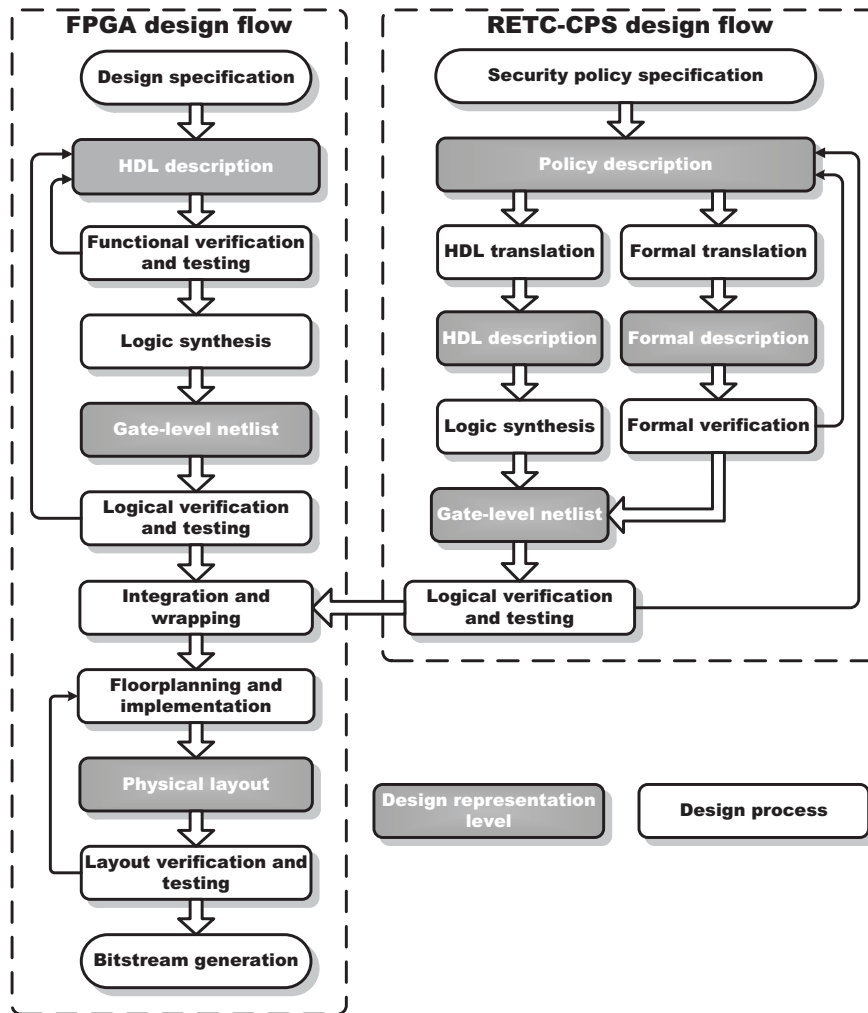 FPGA design flow
Design specification
HDL description
Functional verification
and testing
Logic synthesis
Gate-level netlist
Logical verification
and testing
Integration and
wrapping
Floorplanning and
implementation
Physical layout
Layout verification and
testing
Bitstream generation
RETC-CPS design flow
Security policy specification
Policy description
HDL translation
Formal translation
HDL description
Formal description
Logic synthesis
Formal verification
Gate-level netlist
Logical verification
and testing
Design representation
level
Design process